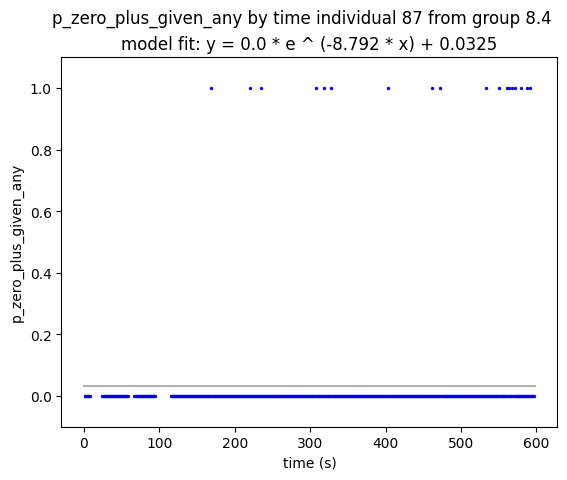 p_zero_plus_given_any by time individual 87 from group 8.4
model fit: y = 0.0 * e ^ (-8.792 * x) + 0.0325
1.0
0.8
0.6
0.4
0.2
0.0
p_zero_plus_given_any
0 100 200 300 400 500 600
time (s)